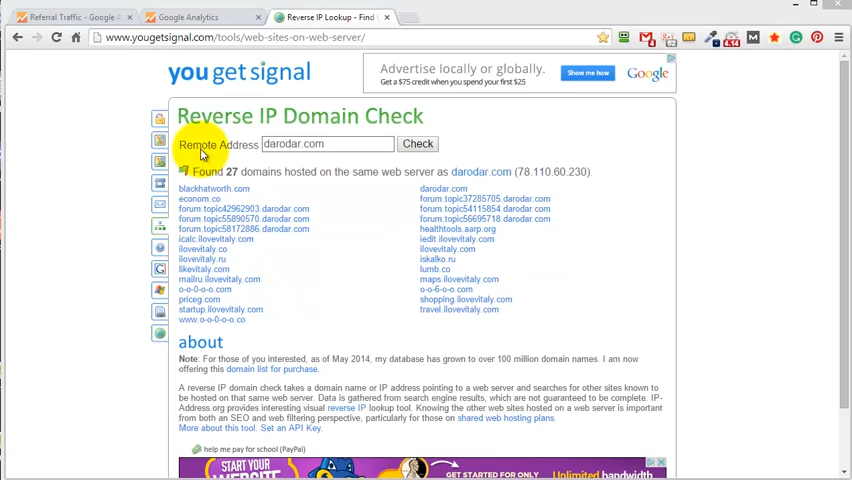 Referral Traffic - Google A
Google Analytics
Reverse IP Lookup - Find
www.yougetsignal.com/tools/web-sites-on-web-server/
4.14
you get signal
Advertise locally or globally.
Get a $75 credit when you spend your first $25
Show me how
Google
Reverse IP Domain Check
Remote Address darodar.com Check
Found 27 domains hosted on the same web server as darodar.com (78.110.60.230).
blackhatworth.com
darodar.com
econom.co
forum.topic37285705.darodar.com
forum.topic42962903.darodar.com
forum.topic54115854.darodar.com
forum.topic55890570.darodar.com
forum.topic56695718.darodar.com
forum.topic58172886.darodar.com
healthtools.aarp.org
icalc.ilovevitaly.com
iedit.ilovevitaly.com
ilovevitaly.co
ilovevitaly.com
ilovevitaly.ru
iskalko.ru
likevitaly.com
lumb.co
mailru.ilovevitaly.com
maps.ilovevitaly.com
o-o-0-o-o.com
o-o-6-o-o.com
priceg.com
shopping.ilovevitaly.com
startup.ilovevitaly.com
travel.ilovevitaly.com
www.o-o-0-o-o.co
about
Note: For those of you interested, as of May 2014, my database has grown to over 100 million domain names. I am now
offering this domain list for purchase.
A reverse IP domain check takes a domain name or IP address pointing to a web server and searches for other sites known to
be hosted on that same web server. Data is gathered from search engine results, which are not guaranteed to be complete. IP-
Address.org provides interesting visual reverse IP lookup tool. Knowing the other web sites hosted on a web server is important
from both an SEO and web filtering perspective, particularly for those on shared web hosting plans.
More about this tool. Set an API Key.
help me pay for school (PayPal)
START YOUR
WEBSITE
GET STARTED FOR ONLY
Unlimited bandwidth